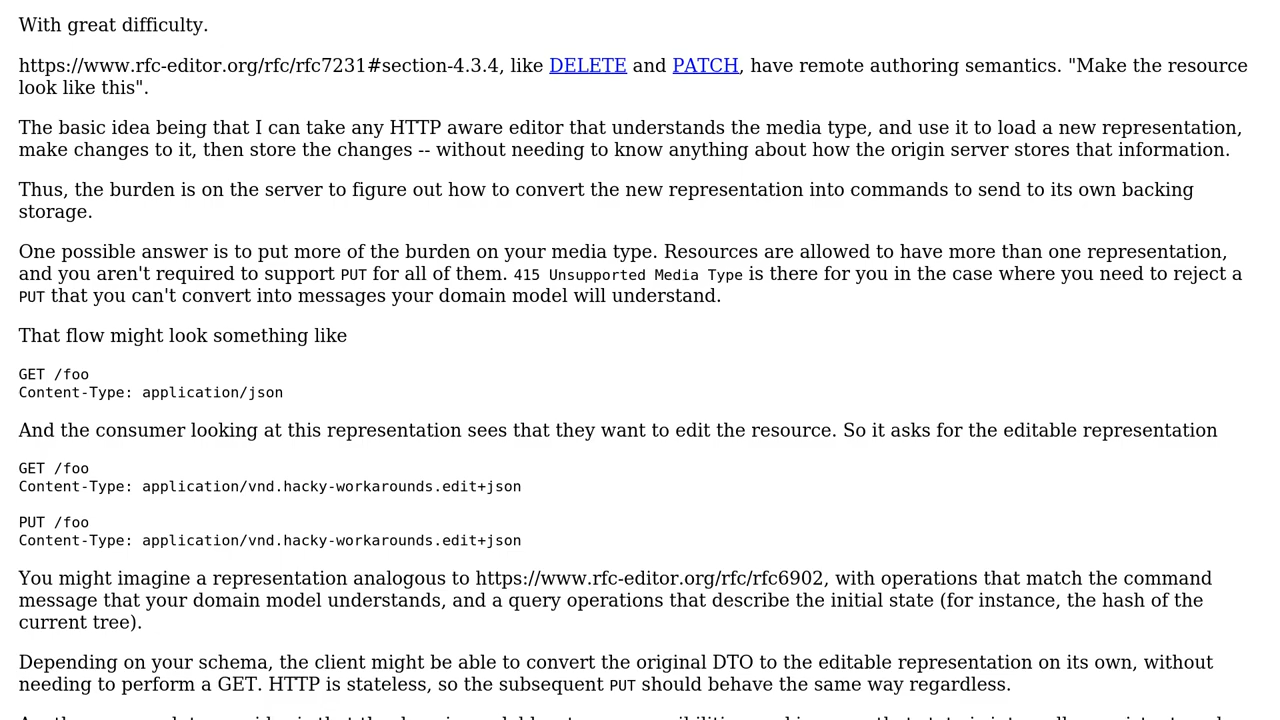 With great difficulty.
https://www.rfc-editor.org/rfc/rfc7231#section-4.3.4, like DELETE and PATCH, have remote authoring semantics. "Make the resource
look like this".
The basic idea being that I can take any HTTP aware editor that understands the media type, and use it to load a new representation,
make changes to it, then store the changes -- without needing to know anything about how the origin server stores that information.
Thus, the burden is on the server to figure out how to convert the new representation into commands to send to its own backing
storage.
One possible answer is to put more of the burden on your media type. Resources are allowed to have more than one representation,
and you aren't required to support PUT for all of them. 415 Unsupported Media Type is there for you in the case where you need to reject a
PUT that you can't convert into messages your domain model will understand.
That flow might look something like
GET /foo
Content-Type: application/json
And the consumer looking at this representation sees that they want to edit the resource. So it asks for the editable representation
GET /foo
Content-Type: application/vnd.hacky-workarounds.edit+json
PUT /foo
Content-Type: application/vnd.hacky-workarounds.edit+json
You might imagine a representation analogous to https://www.rfc-editor.org/rfc/rfc6902, with operations that match the command
message that your domain model understands, and a query operations that describe the initial state (for instance, the hash of the
current tree).
Depending on your schema, the client might be able to convert the original DTO to the editable representation on its own, without
needing to perform a GET. HTTP is stateless, so the subsequent PUT should behave the same way regardless.